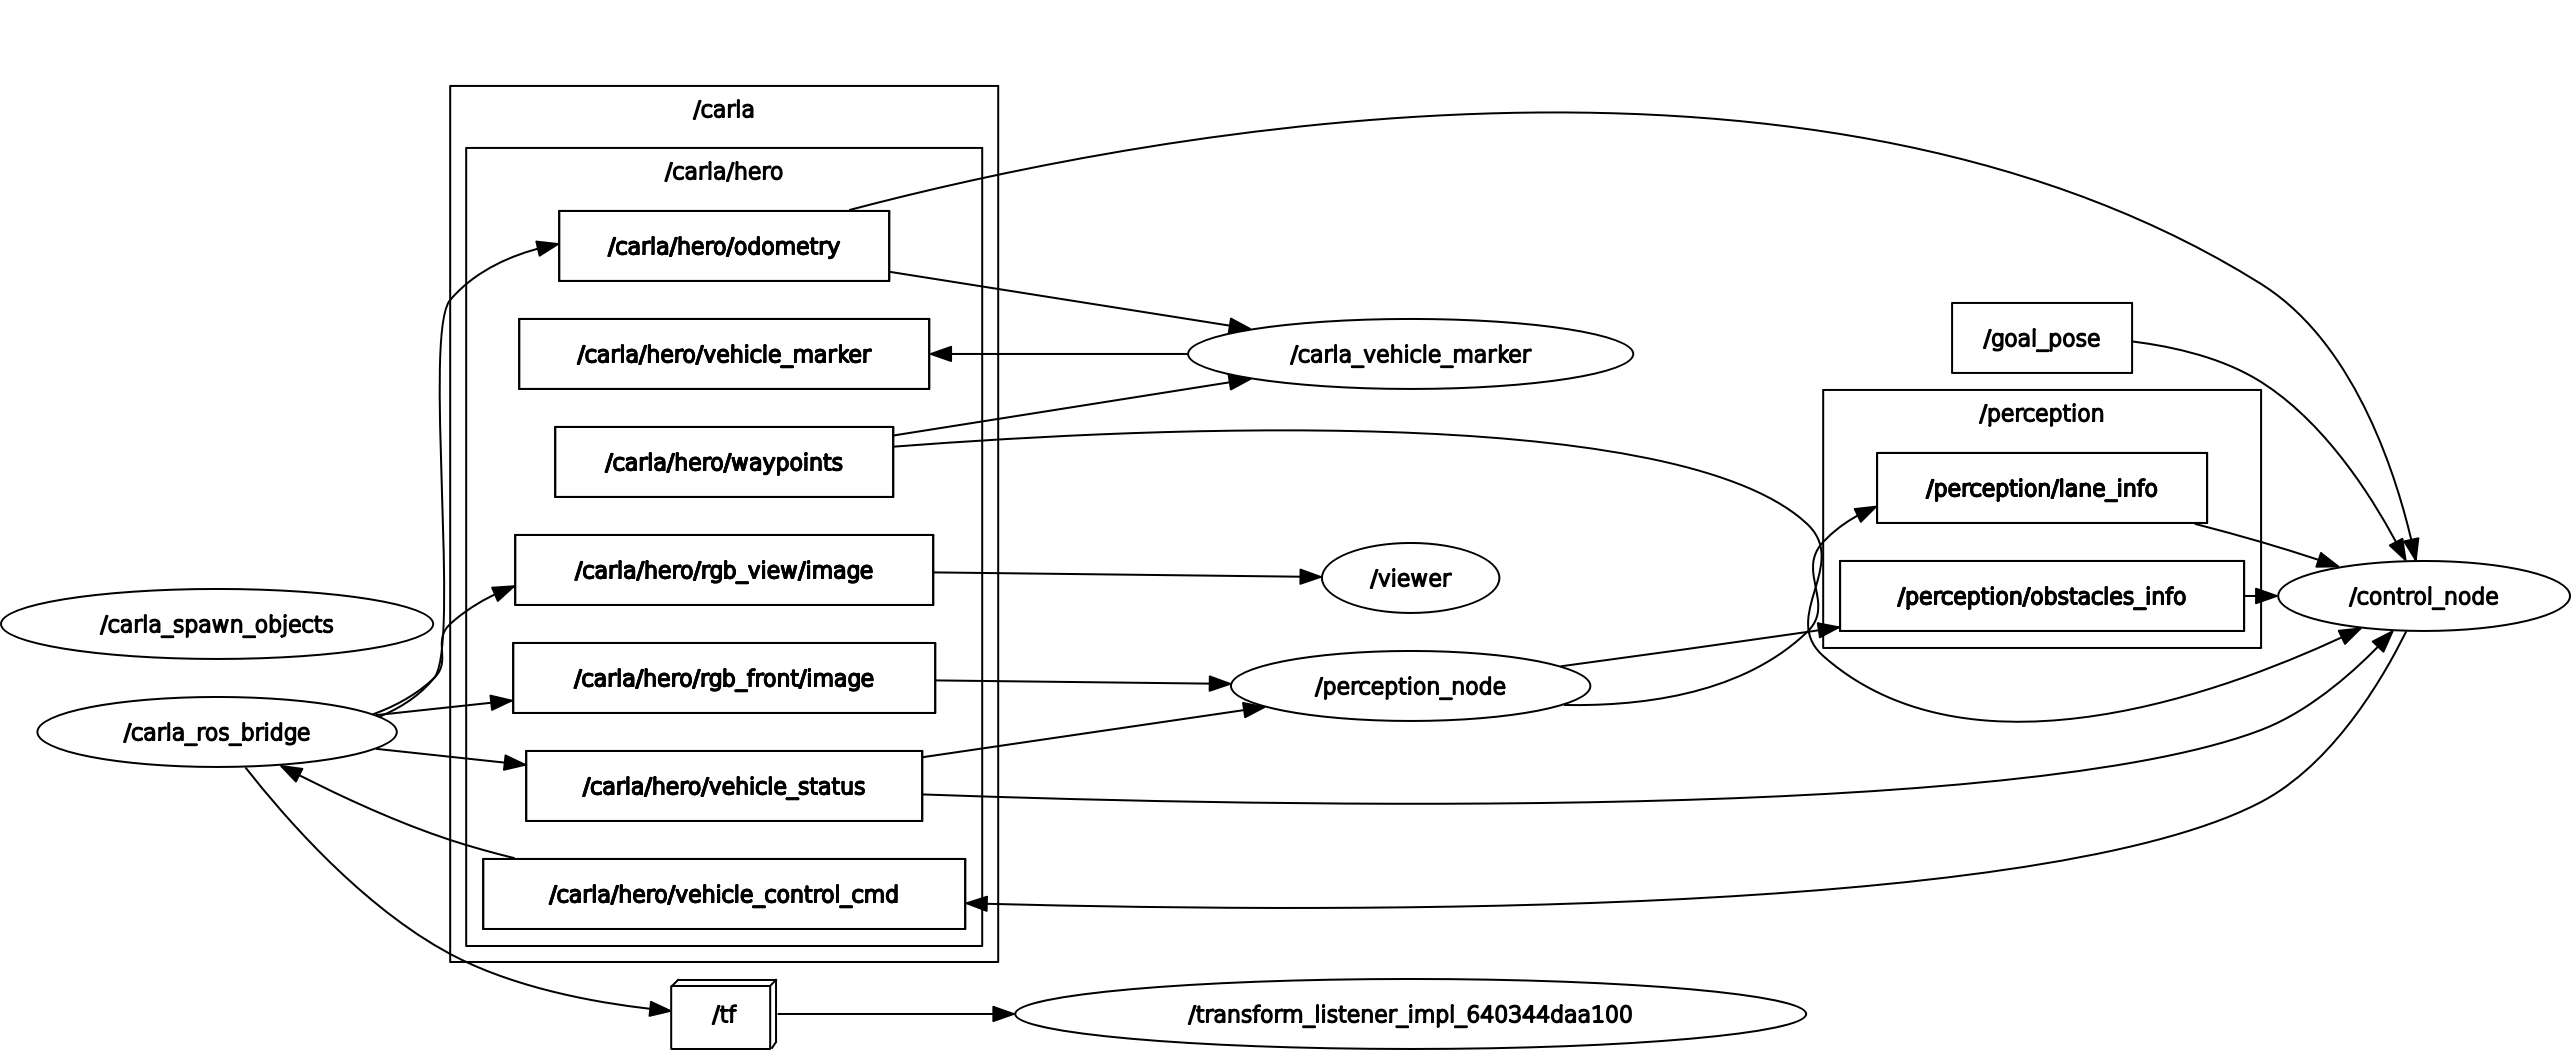 /carla
/carla/hero
/carla/hero/odometry
/carla/hero/vehicle_marker
/carla_vehicle_marker
/goal_pose
/perception
/carla/hero/waypoints
/perception/lane_info
/carla/hero/rgb_view/image
/viewer
/perception/obstacles_info
/control_node
/carla_spawn_objects
/carla/hero/rgb_front/image
/perception_node
/carla_ros_bridge
/carla/hero/vehicle_status
/carla/hero/vehicle_control_cmd
/tf
/transform_listener_impl_640344daa100